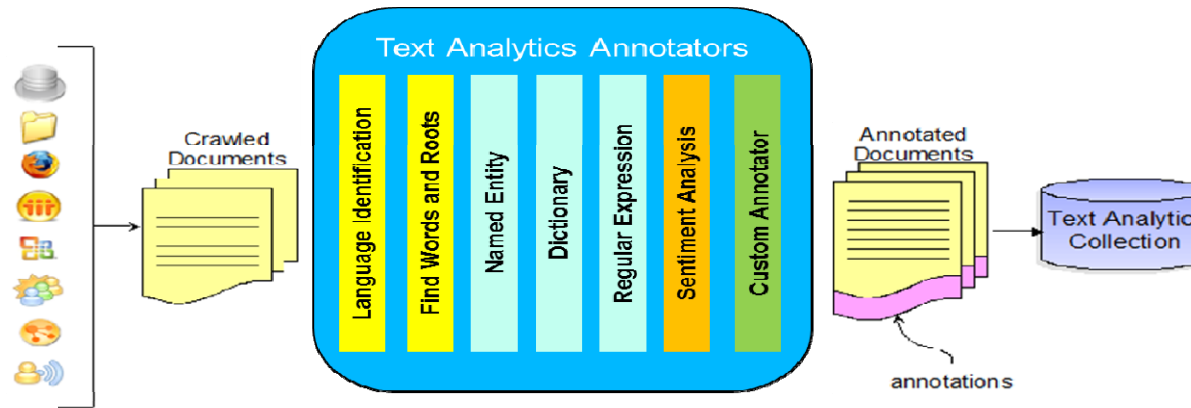 Text Analytics Annotators
Crawled
Documents
Language Identification
Find Words and Roots
Named Entity
Dictionary
Regular Expression
Sentiment Analysis
Custom Annotator
Annotated
Documents
Text Analytic
Collection
annotations